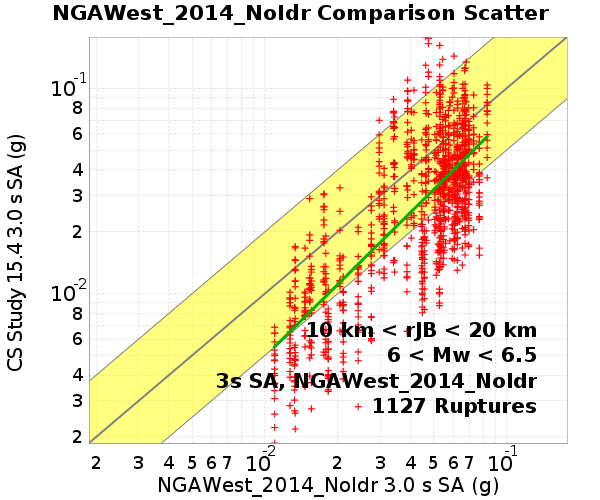 NGAWest_2014_NoIdr Comparison Scatter
CS Study 15.4 3.0 s SA (g)
10⁻¹
8
6
4
3
2
10⁻²
8
6
4
3
2
10 km < rJB < 20 km
6 < Mw < 6.5
3s SA, NGAWest_2014_NoIdr
1127 Ruptures
2 3 4 5 6 7 10⁻² 2 3 4 5 6 7 10⁻¹
NGAWest_2014_NoIdr 3.0 s SA (g)